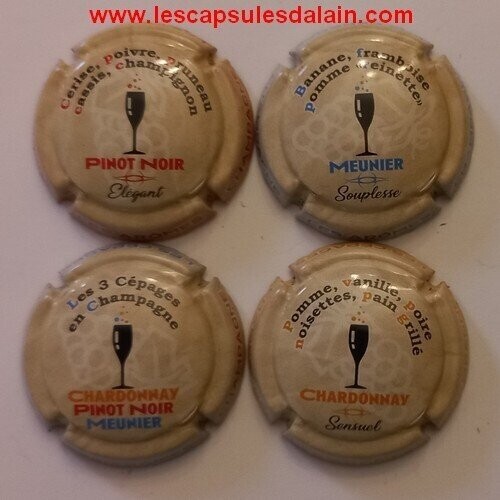 www.lescapsulesdalain.com
Cerise, Poivre, Pruneau
cassis, Champignon
PINOT NOIR
Elégant
Banane, framboise
Pomme "Reinette"
MEUNIER
Souplesse
Les 3 Cépages
en Champagne
CHARDONNAY
PINOT NOIR
MEUNIER
Pomme, vanille, Poire
noisettes, pain grillé
CHARDONNAY
Sensuel